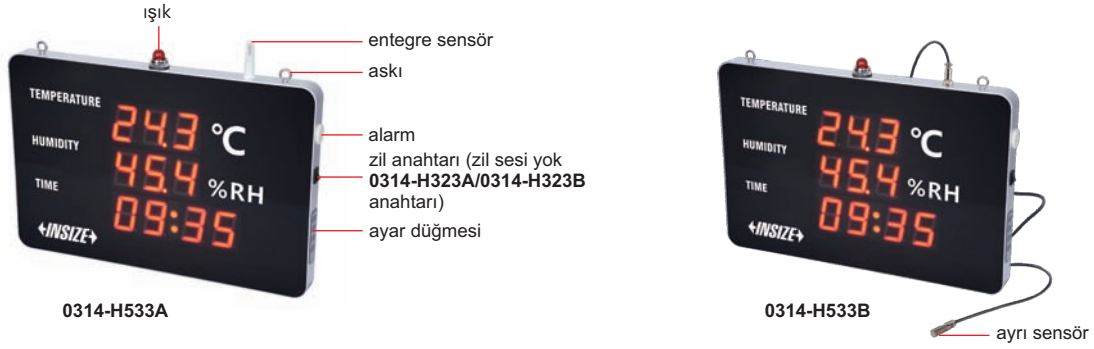 ışık
entegre sensör
askı
TEMPERATURE
24.3 °C
alarm
HUMIDITY
45.4 %RH
zil anahtarı (zil sesi yok
0314-H323A/0314-H323B
anahtarı)
TIME
09:35
ayar düğmesi
INSIZE
0314-H533A
TEMPERATURE
24.3 °C
HUMIDITY
45.4 %RH
TIME
09:35
INSIZE
0314-H533B
ayrı sensör